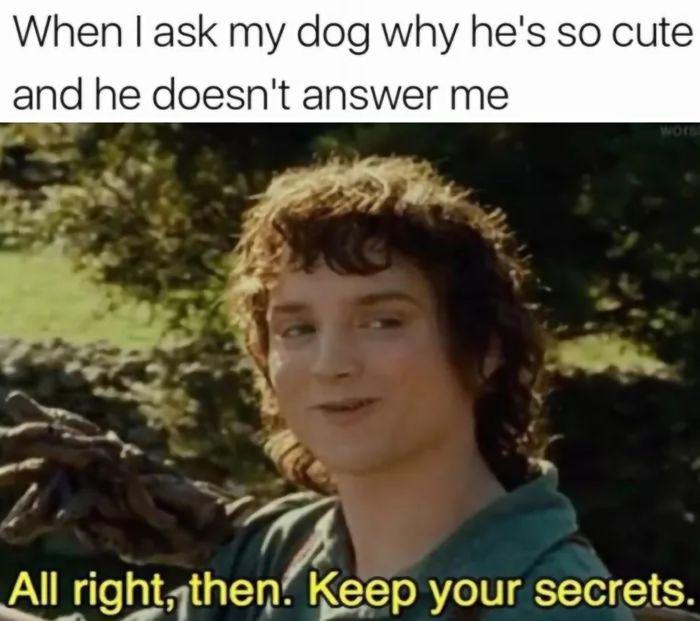 When I ask my dog why he's so cute
and he doesn't answer me
All right, then. Keep your secrets.